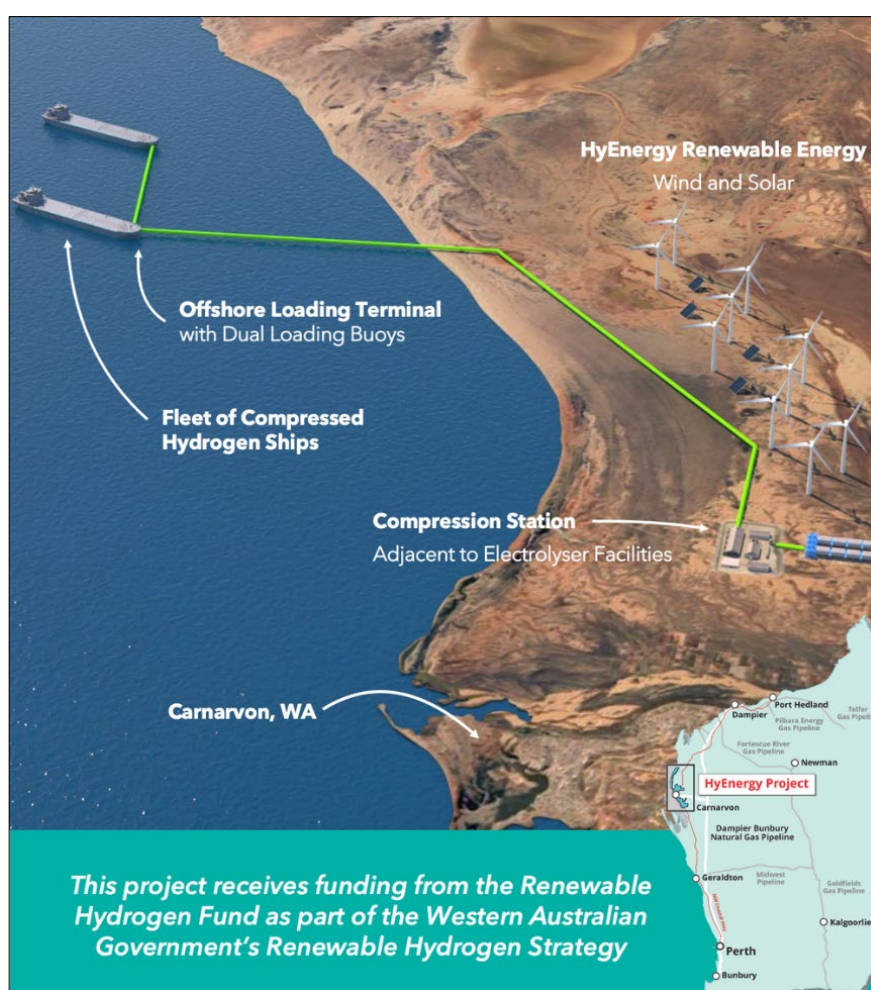 HyEnergy Renewable Energy
Wind and Solar
Offshore Loading Terminal
with Dual Loading Buoys
Fleet of Compressed
Hydrogen Ships
Compression Station
Adjacent to Electrolyser Facilities
Carnarvon, WA
Port Hedland
Dampier
Pilbara Energy
Gas Pipeline
Telfer
Fortescue River
Gas Pipeline
Newman
HyEnergy Project
Carnarvon
Dampier Bunbury
Natural Gas Pipeline
Geraldton
Midwest
Pipeline
Goldfields
Gas Pipeline
Kalgoorlie
Perth
Bunbury
This project receives funding from the Renewable
Hydrogen Fund as part of the Western Australian
Government's Renewable Hydrogen Strategy